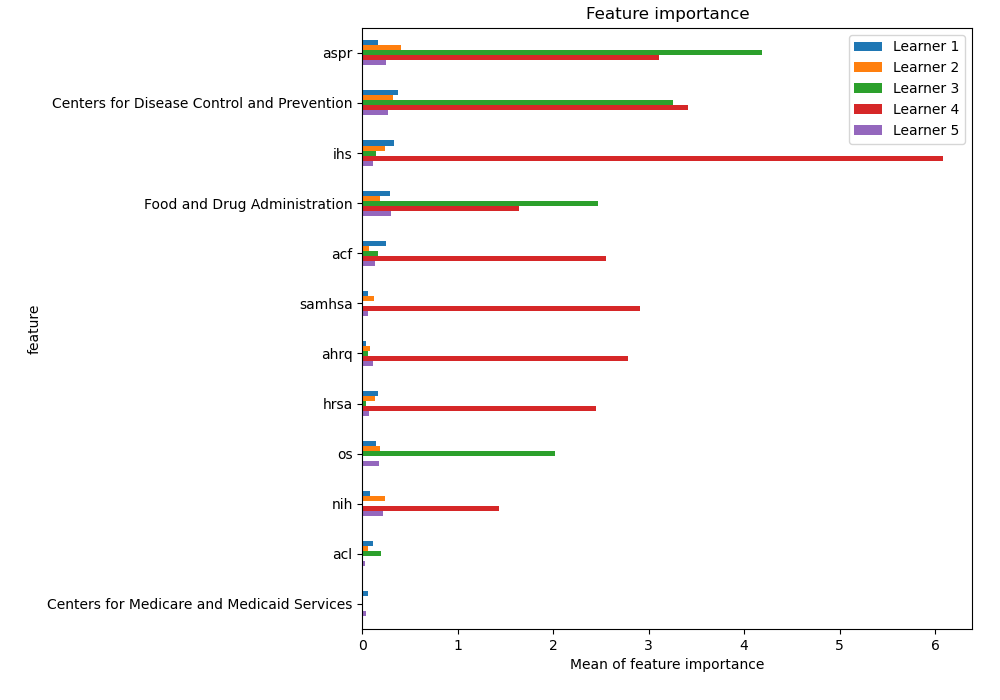 Feature importance
aspr
Centers for Disease Control and Prevention
ihs
Food and Drug Administration
acf
samhsa
ahrq
hrsa
os
nih
acl
Centers for Medicare and Medicaid Services
feature
Learner 1
Learner 2
Learner 3
Learner 4
Learner 5
0 1 2 3 4 5 6
Mean of feature importance